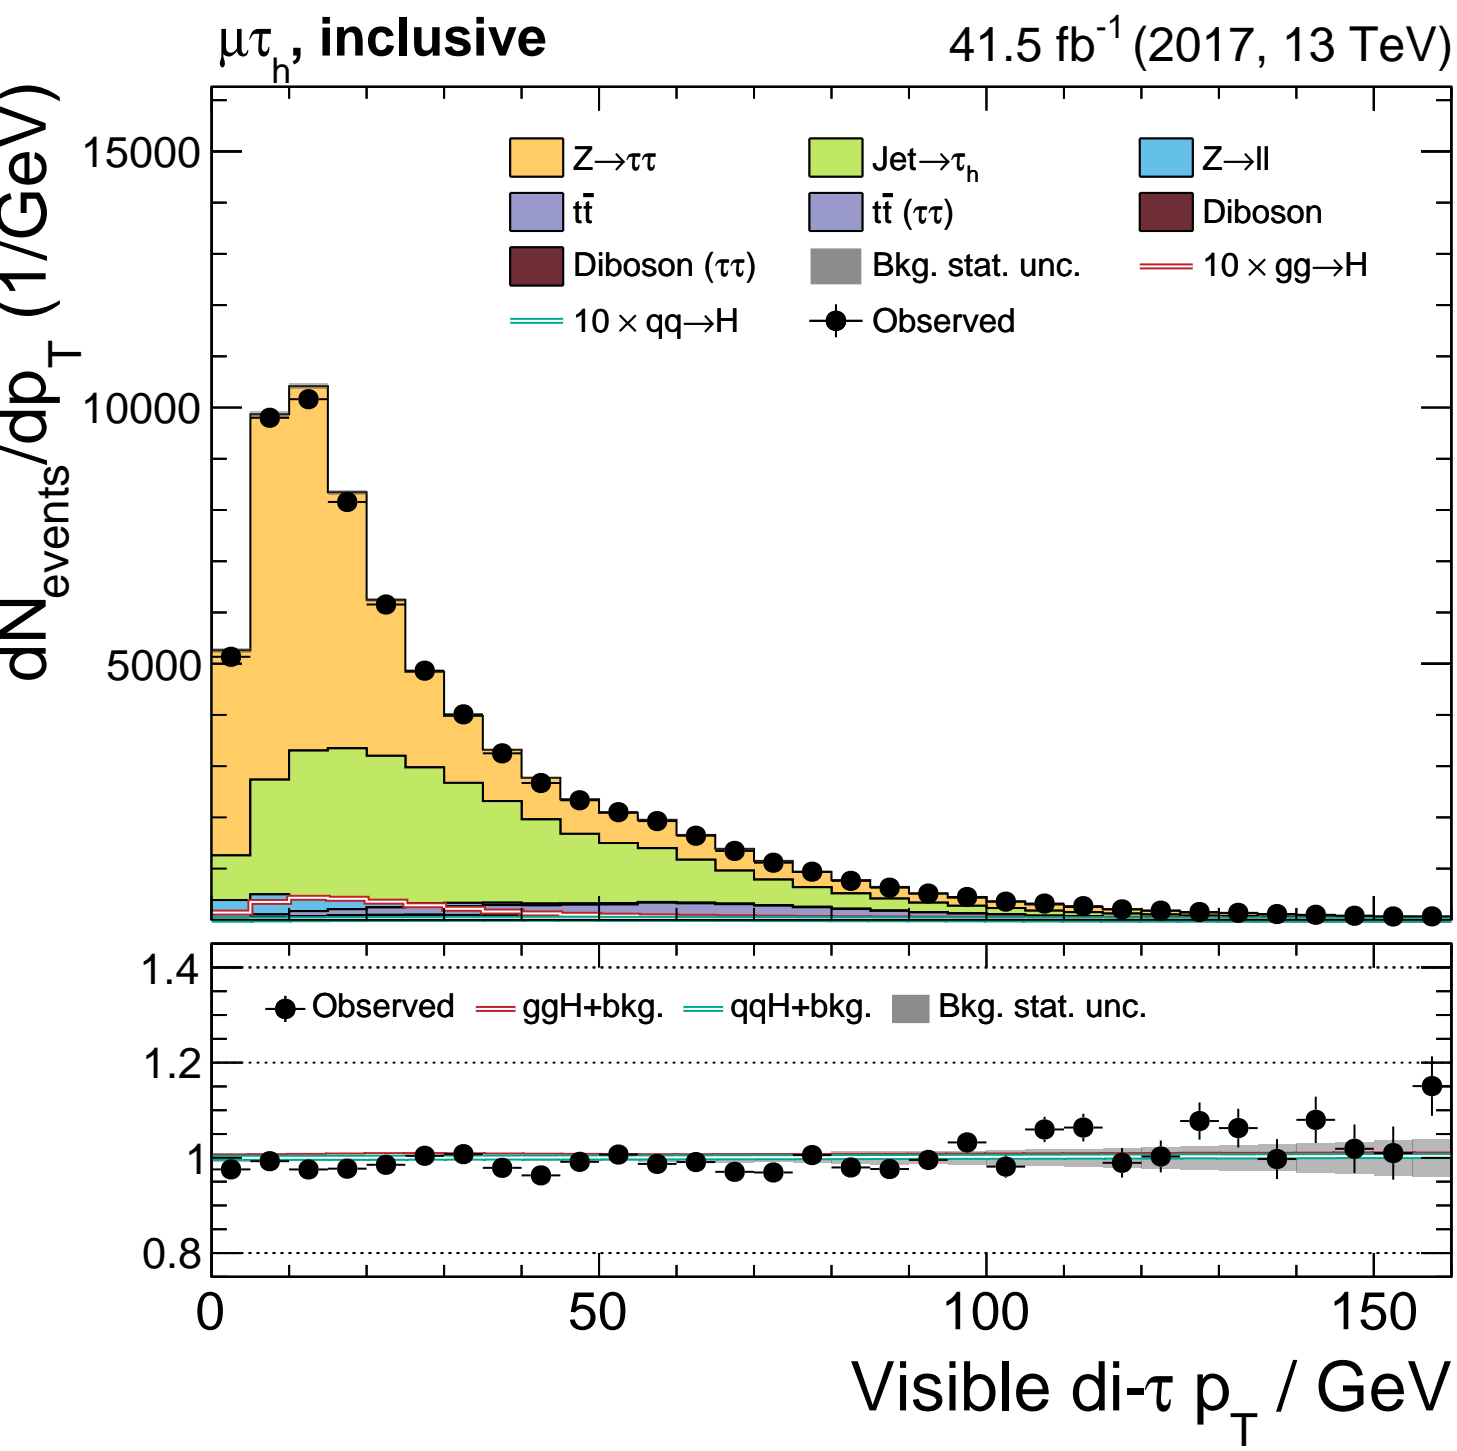 μτh, inclusive 41.5 fb-1 (2017, 13 TeV)
dNevents/dpT (1/GeV)
15000
10000
5000
Z→ττ Jet→τh Z→ll
tt̄ tt̄ (ττ) Diboson
Diboson (ττ) Bkg. stat. unc. 10 × gg→H
10 × qq→H Observed
1.4
1.2
1
0.8
Observed ggH+bkg. qqH+bkg. Bkg. stat. unc.
0 50 100 150
Visible di-τ pT / GeV